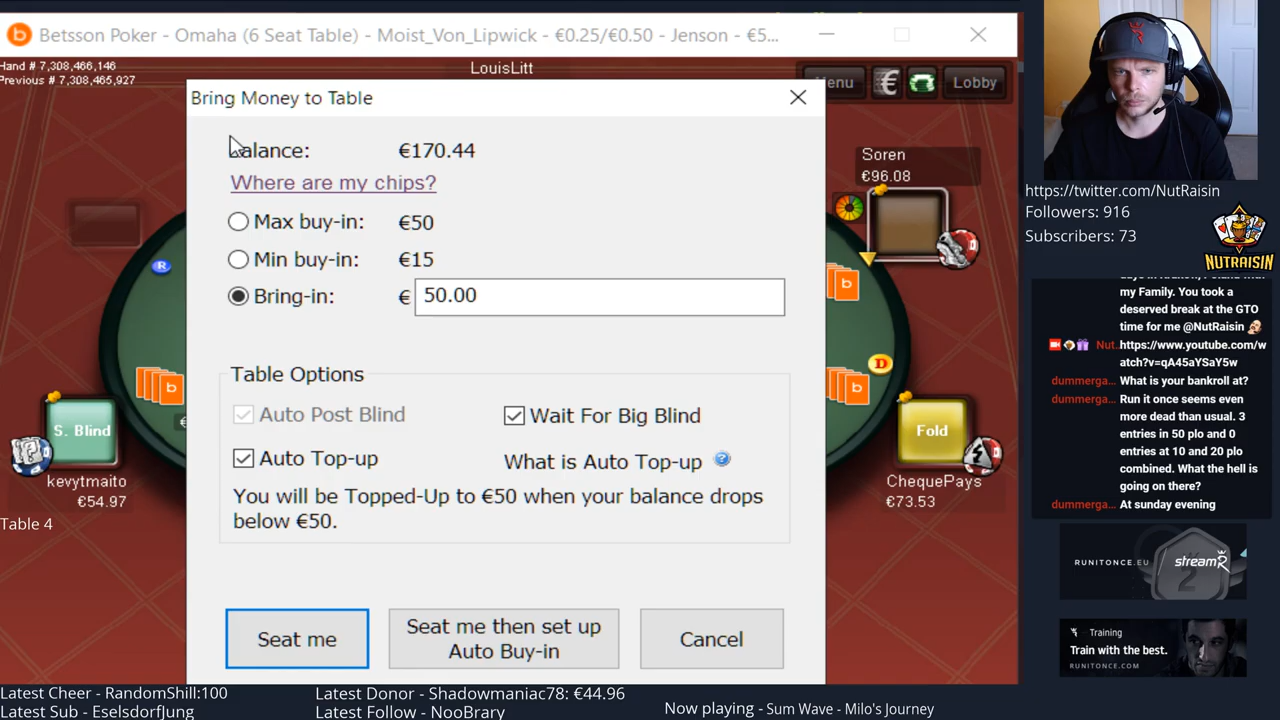 Betsson Poker - Omaha (6 Seat Table) - Moist_Von_Lipwick - €0.25/€0.50 - Jenson - €5...
Hand # 7,308,466,146
Previous # 7,308,465,927
LouisLitt
Menu
Lobby
Bring Money to Table
Balance: €170.44
Where are my chips?
Max buy-in: €50
Min buy-in: €15
Bring-in: € 50.00
Table Options
Auto Post Blind
Wait For Big Blind
Auto Top-up
What is Auto Top-up
You will be Topped-Up to €50 when your balance drops
below €50.
Seat me
Seat me then set up
Auto Buy-in
Cancel
Soren
€96.08
R
D
S. Blind
kevytmaito
€54.97
Fold
ChequePays
€73.53
Table 4
https://twitter.com/NutRaisin
Followers: 916
Subscribers: 73
NUTRAISIN
my Family. You took a
deserved break at the GTO
time for me @NutRaisin
Nut... https://www.youtube.com/w
atch?v=qA45aYSaY5w
dummerga... What is your bankroll at?
dummerga... Run it once seems even
more dead than usual. 3
entries in 50 plo and 0
entries at 10 and 20 plo
combined. What the hell is
going on there?
dummerga... At sunday evening
RUNITONCE.EU
streamR
2
Training
Train with the best.
RUNITONCE.COM
Latest Cheer - RandomShill:100
Latest Sub - EselsdorfJung
Latest Donor - Shadowmaniac78: €44.96
Latest Follow - NooBrary
Now playing - Sum Wave - Milo's Journey